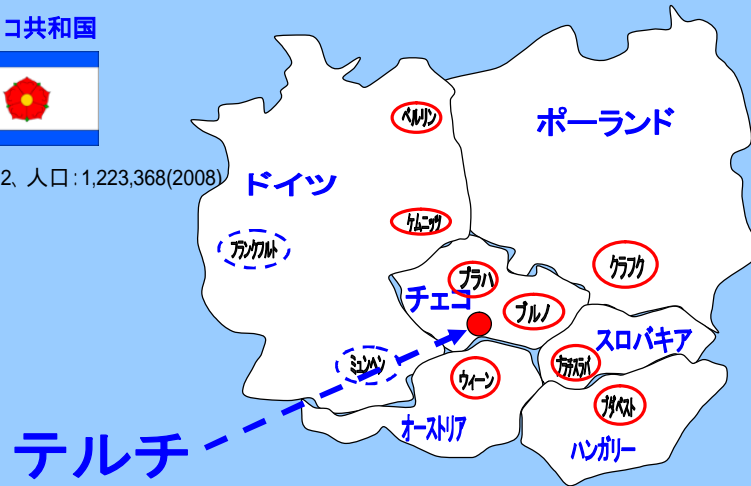 コ共和国
2、人口:1,223,368(2008)
ベルリン
ポーランド
ドイツ
ケムニッツ
フランクフルト
クラフク
プラハ
チェコ
ブルノ
スロバキア
ミュンヘン
ブラチスラバ
ウィーン
ブダペスト
オーストリア
ハンガリー
テルチ